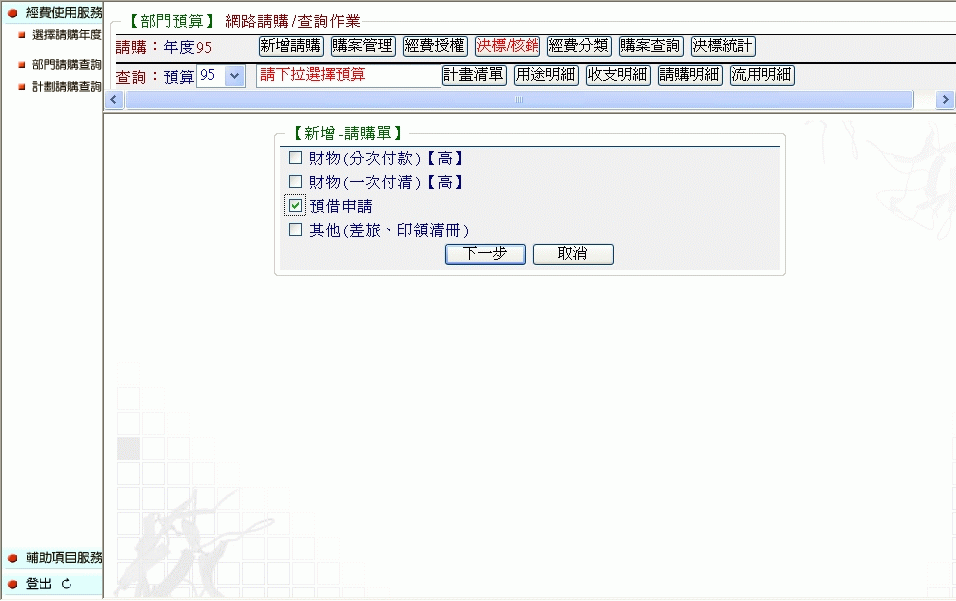 經費使用服務
選擇請購年度
部門請購查詢
計劃請購查詢
輔助項目服務
登出
【部門預算】 網路請購/查詢作業
請購：年度95 新增請購 購案管理 經費授權 決標/核銷 經費分類 購案查詢 決標統計
查詢：預算 95 請下拉選擇預算 計畫清單 用途明細 收支明細 請購明細 流用明細
【新增-請購單】
財物(分次付款)【高】
財物(一次付清)【高】
預借申請
其他(差旅、印領清冊)
下一步 取消